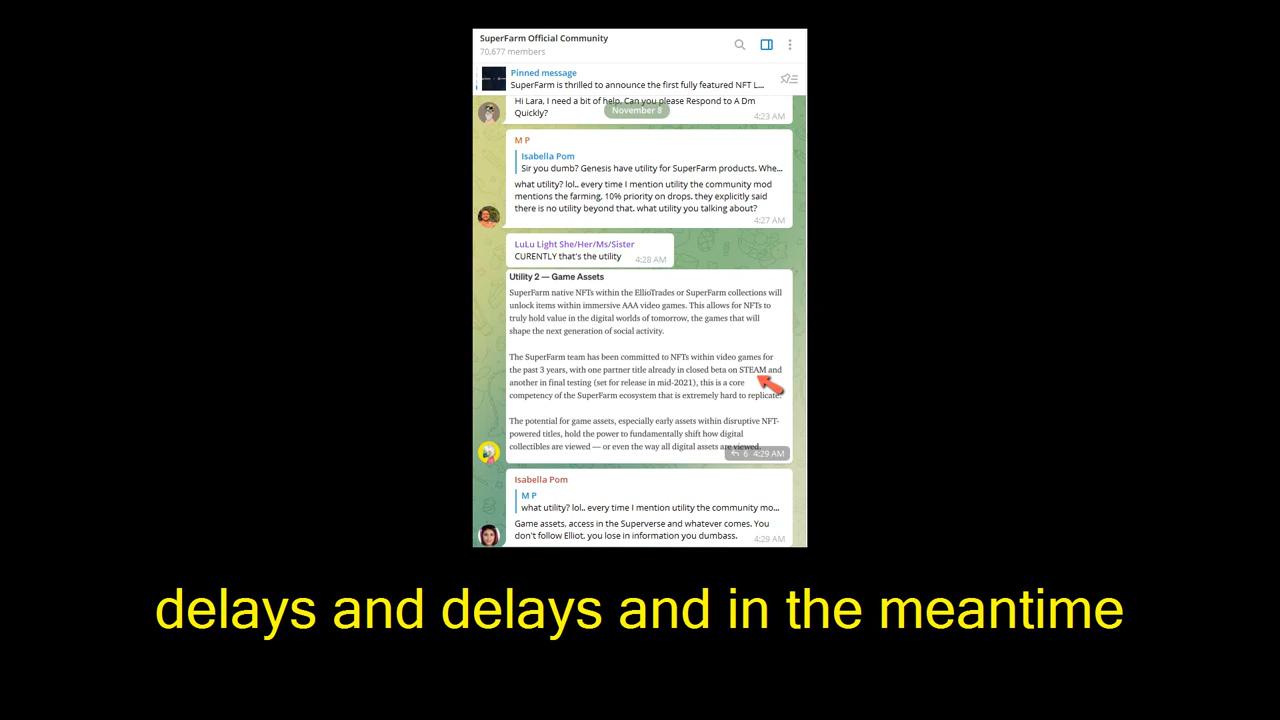 SuperFarm Official Community
70,677 members
Pinned message
SuperFarm is thrilled to announce the first fully featured NFT L...
Hi Lara, I need a bit of help. Can you please Respond to A Dm
Quickly?
4:23 AM
November 8
M P
Isabella Pom
Sir you dumb? Genesis have utility for SuperFarm products. Whe...
what utility? lol.. every time I mention utility the community mod
mentions the farming. 10% priority on drops. they explicitly said
there is no utility beyond that. what utility you talking about?
4:27 AM
LuLu Light She/Her/Ms/Sister
CURENTLY that's the utility 4:28 AM
Utility 2 — Game Assets
SuperFarm native NFTs within the EllioTrades or SuperFarm collections will
unlock items within immersive AAA video games. This allows for NFTs to
truly hold value in the digital worlds of tomorrow, the games that will
shape the next generation of social activity.
The SuperFarm team has been committed to NFTs within video games for
the past 3 years, with one partner title already in closed beta on STEAM and
another in final testing (set for release in mid-2021), this is a core
competency of the SuperFarm ecosystem that is extremely hard to replicate.
The potential for game assets, especially early assets within disruptive NFT-
powered titles, hold the power to fundamentally shift how digital
collectibles are viewed — or even the way all digital assets are viewed.
6 4:29 AM
Isabella Pom
M P
what utility? lol.. every time I mention utility the community mo...
Game assets, access in the Superverse and whatever comes. You
don't follow Elliot, you lose in information you dumbass.
4:29 AM
delays and delays and in the meantime